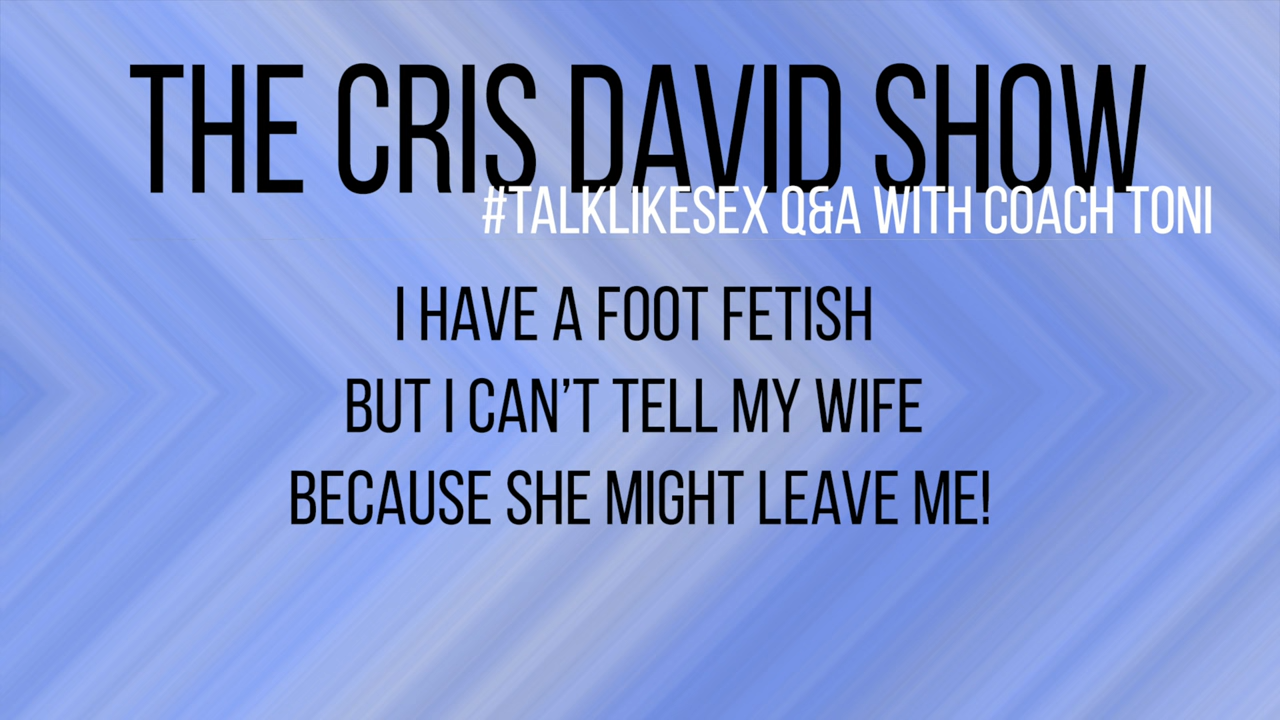 THE CRIS DAVID SHOW
#TALKLIKESEX Q&A WITH COACH TONI
I HAVE A FOOT FETISH
BUT I CAN’T TELL MY WIFE
BECAUSE SHE MIGHT LEAVE ME!